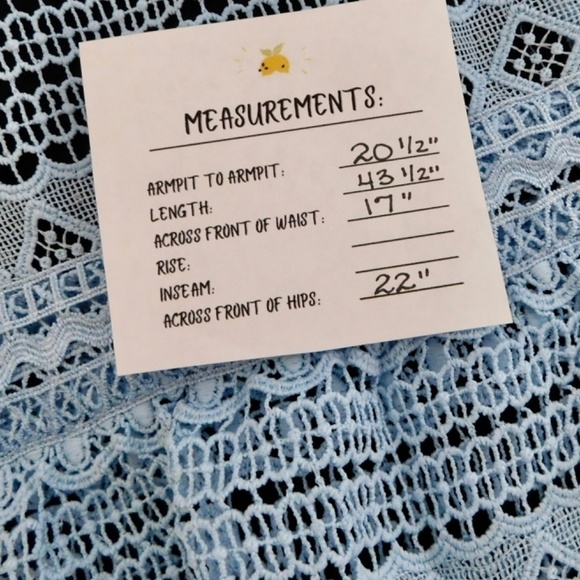 MEASUREMENTS:
ARMPIT TO ARMPIT: 20 1/2"
LENGTH: 43 1/2"
ACROSS FRONT OF WAIST: 17"
RISE:
INSEAM:
ACROSS FRONT OF HIPS: 22"